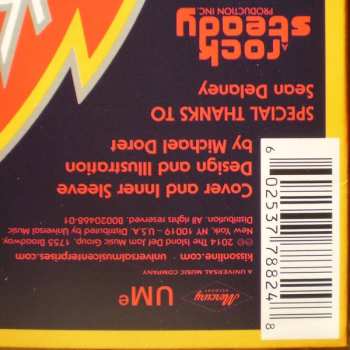 A
rock
steady
PRODUCTION INC.
SPECIAL THANKS TO
Sean Delaney
Cover and Inner Sleeve
Design and Illustration
by Michael Doret
℗© 2014 The Island Def Jam Music Group, 1755 Broadway,
New York, NY 10019 - U.S.A. Distributed by Universal Music
Distribution. All rights reserved. B0020468-01
kissonline.com universalmusicenterprises.com
A UNIVERSAL MUSIC COMPANY
Mercury
RECORDS
UMe
6 02537 78824 8